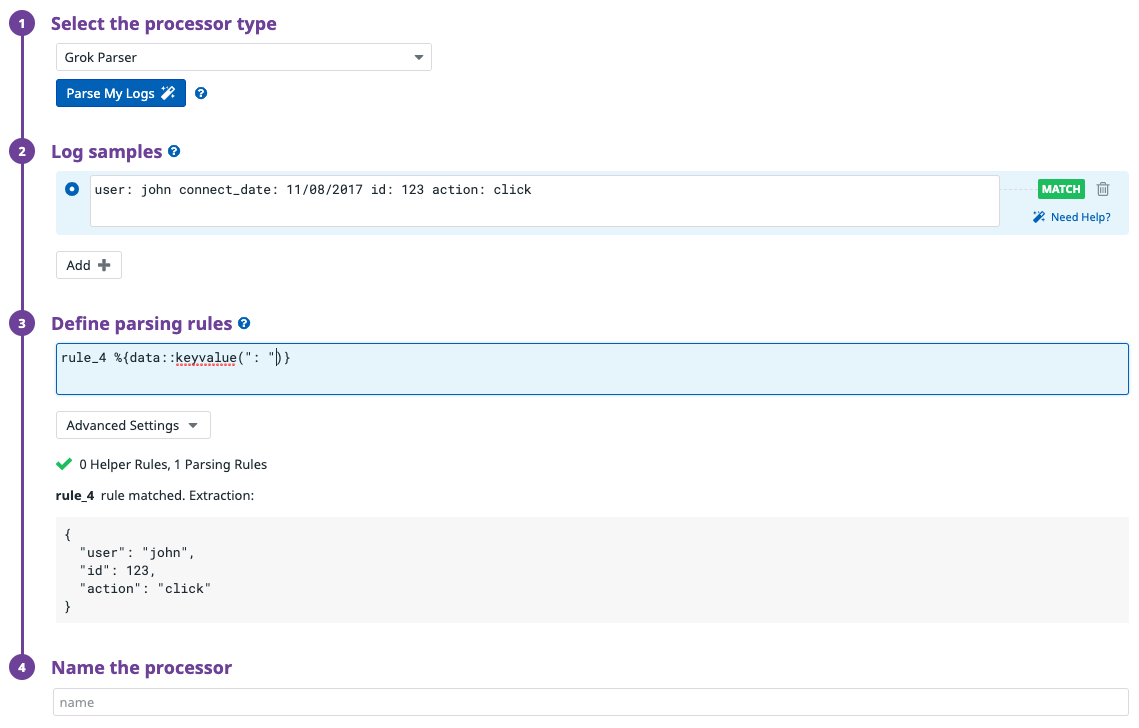 1 Select the processor type
Grok Parser
Parse My Logs ?
2 Log samples ?
user: john connect_date: 11/08/2017 id: 123 action: click MATCH
Need Help?
Add
3 Define parsing rules ?
rule_4 %{data::keyvalue(": ")}
Advanced Settings
0 Helper Rules, 1 Parsing Rules
rule_4 rule matched. Extraction:
{
"user": "john",
"id": 123,
"action": "click"
}
4 Name the processor
name